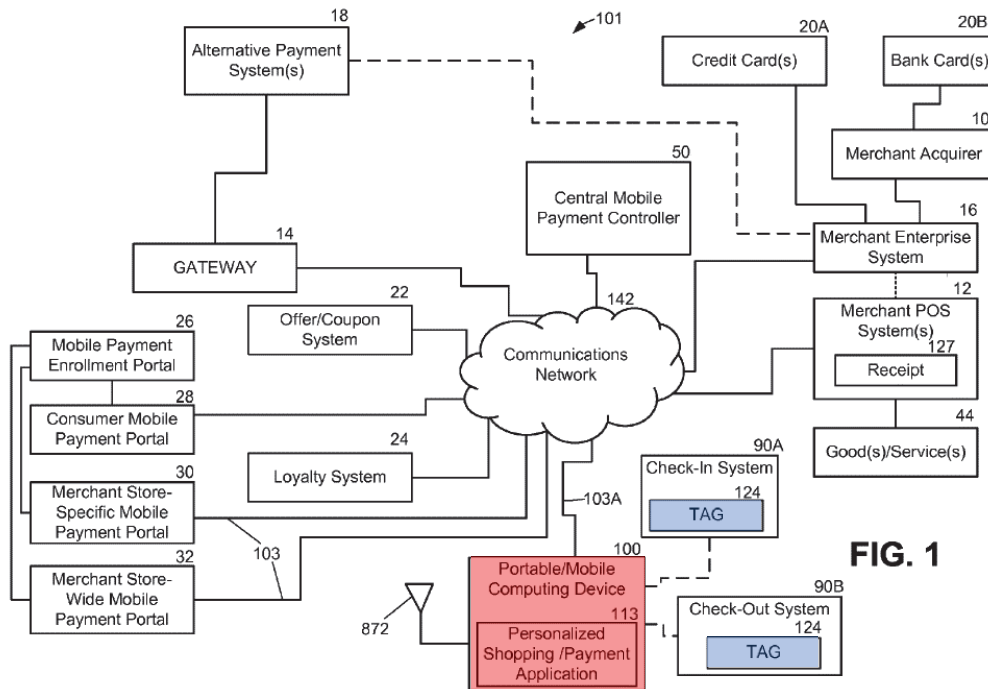 18
101
20A
20B
Alternative Payment
System(s)
Credit Card(s)
Bank Card(s)
10
Merchant Acquirer
50
Central Mobile
Payment Controller
16
Merchant Enterprise
System
14
GATEWAY
142
12
Merchant POS
System(s)
127
Receipt
22
Offer/Coupon
System
26
Mobile Payment
Enrollment Portal
Communications
Network
28
Consumer Mobile
Payment Portal
44
Good(s)/Service(s)
24
Loyalty System
90A
Check-In System
124
TAG
30
Merchant Store-
Specific Mobile
Payment Portal
103A
103
FIG. 1
32
Merchant Store-
Wide Mobile
Payment Portal
100
Portable/Mobile
Computing Device
113
Personalized
Shopping /Payment
Application
872
90B
Check-Out System
124
TAG